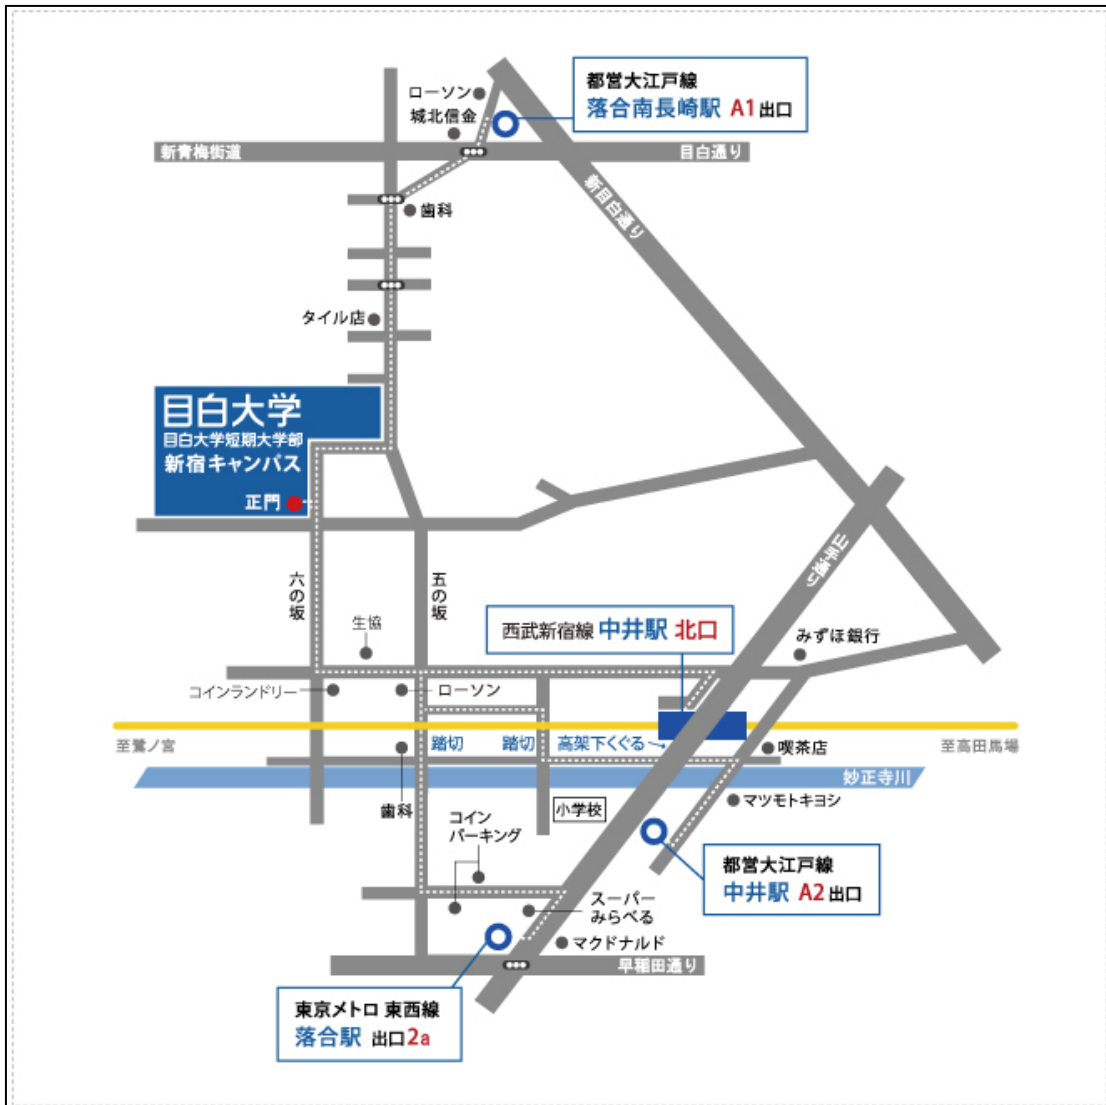 都営大江戸線
落合南長崎駅 A1出口
ローソン
城北信金
新青梅街道
目白通り
新目白通り
歯科
タイル店
目白大学
目白大学短期大学部
新宿キャンパス
正門
山手通り
六の坂
五の坂
生協
西武新宿線 中井駅 北口
みずほ銀行
コインランドリー
ローソン
至鷺ノ宮
踏切
踏切
高架下くぐる
喫茶店
至高田馬場
妙正寺川
歯科
小学校
マツモトキヨシ
コイン
パーキング
都営大江戸線
中井駅 A2出口
スーパー
みらべる
マクドナルド
早稲田通り
東京メトロ 東西線
落合駅 出口2a